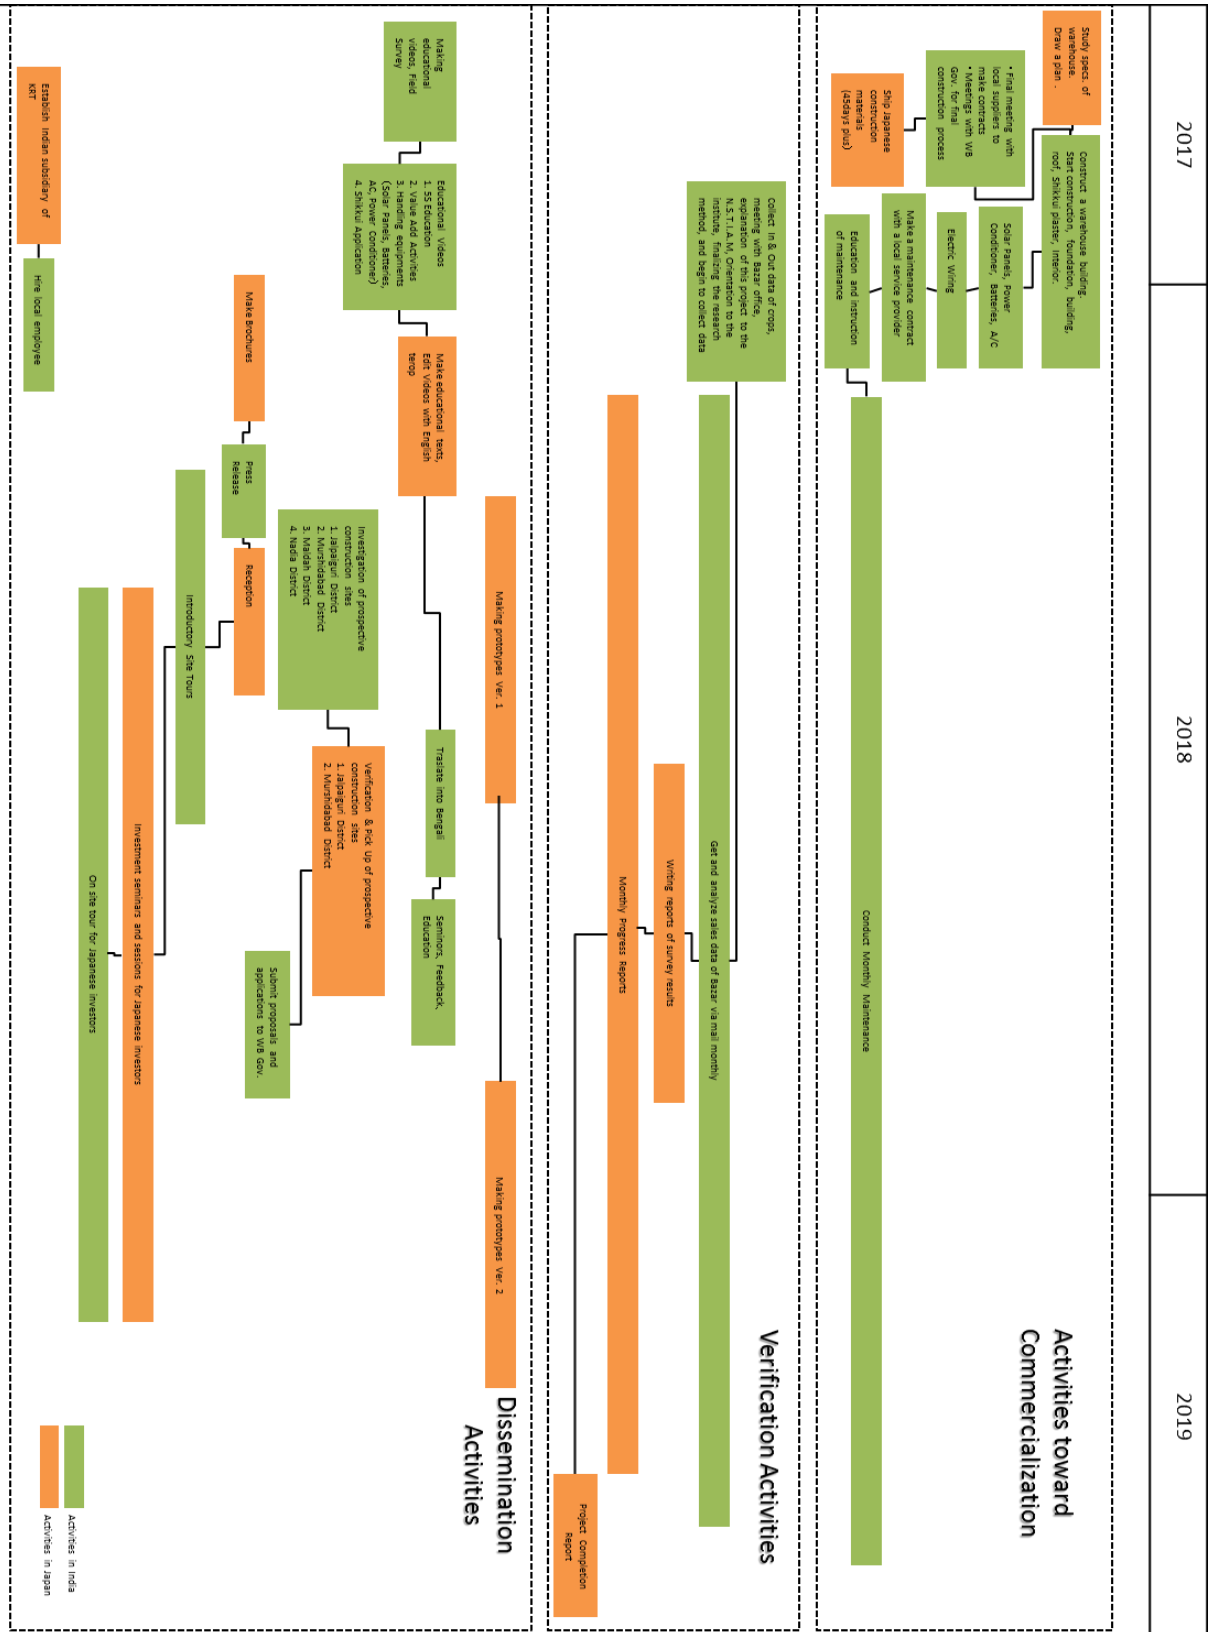 2017
2018
2019
Activities toward
Commercialization
Study specs. of
warehouse.
Draw a plan .
• Final meeting with
local suppliers to
make contracts
• Meetings with WB
Gov. for final
construction process
Ship Japanese
construction
materials
(45days plus)
Construct a warehouse building.
Start construction, foundation, building,
roof, Shikkui plaster, Interior.
Solar Panels, Power
Conditioner, Batteries, A/C
Electric Wiring
Make a maintenance contract
with a local service provider
Education and instruction
of maintenance
Conduct Monthly Maintenance
Verification Activities
Collect In & Out data of crops,
meeting with Bazar office,
explanation of this project to the
N.S.T.I.A.M, Orientation to the
institute, finalizing the research
method, and begin to collect data
Get and analyze sales data of Bazar via mail monthly
Writing reports of survey results
Monthly Progress Reports
Project Completion
Report
Dissemination
Activities
Making prototypes Ver. 1
Making prototypes Ver. 2
Making
educational
videos, Field
Survey
Educational Videos
1. 5S Education
2. Value Add Activities
3. Handling equipments
(Solar Panels, Batteries,
AC, Power Conditioner)
4. Shikkui Application
Make educational texts,
Edit Videos with English
terop
Traslate into Bengali
Seminors, Feedback,
Education
Investigation of prospective
construction sites
1. Jalpaiguri District
2. Murshidabad District
3. Maldah District
4. Nadia District
Verification & Pick Up of prospective
construction sites
1. Jalpaiguri District
2. Murshidabad District
Submit proposals and
applications to WB Gov.
Make Brochures
Press
Release
Reception
Introductory Site Tours
Investment seminars and sessions for Japanese investors
On site tour for Japanese investors
Establish Indian subsidiary of
KRT
Hire local employee
Activities in India
Activities in Japan